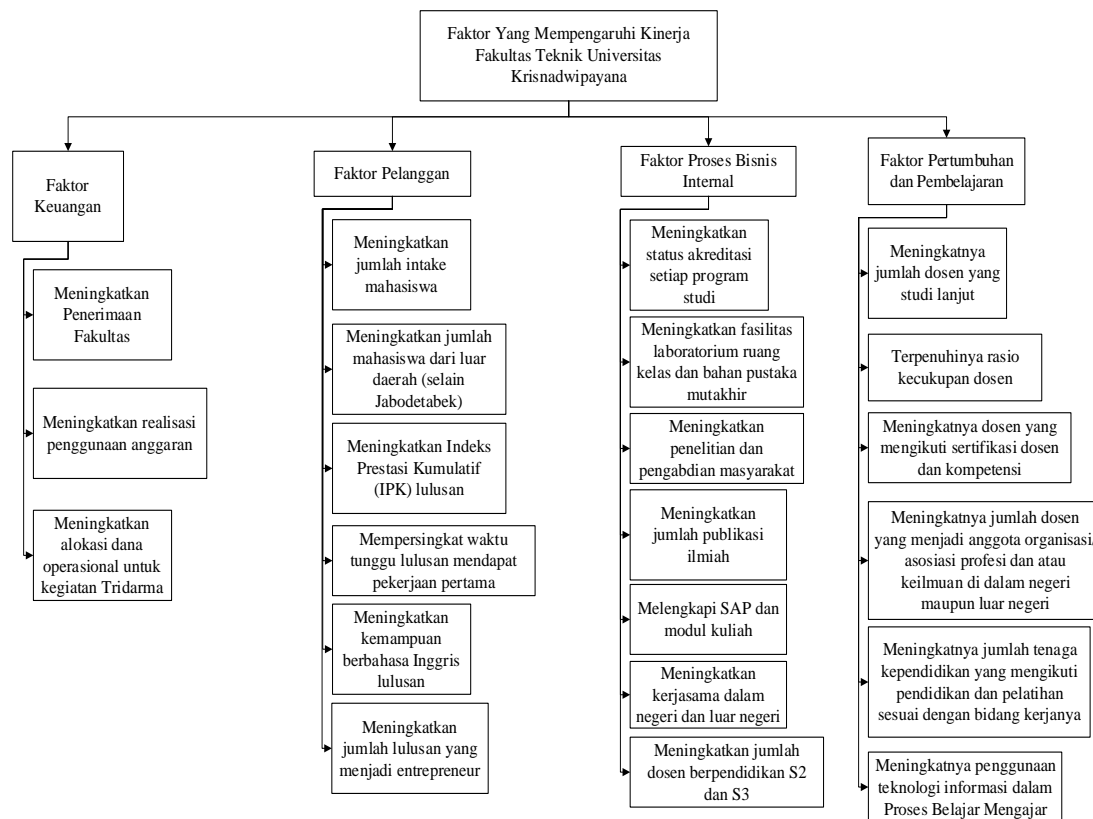 Faktor Yang Mempengaruhi Kinerja
Fakultas Teknik Universitas
Krisnadwipayana
Faktor
Keuangan
Meningkatkan
Penerimaan
Fakultas
Meningkatkan realisasi
penggunaan anggaran
Meningkatkan
alokasi dana
operasional untuk
kegiatan Tridarma
Faktor Pelanggan
Meningkatkan
jumlah intake
mahasiswa
Meningkatkan jumlah
mahasiswa dari luar
daerah (selain
Jabodetabek)
Meningkatkan Indeks
Prestasi Kumulatif
(IPK) lulusan
Mempersingkat waktu
tunggu lulusan mendapat
pekerjaan pertama
Meningkatkan
kemampuan
berbahasa Inggris
lulusan
Meningkatkan
jumlah lulusan yang
menjadi entrepreneur
Faktor Proses Bisnis
Internal
Meningkatkan
status akreditasi
setiap program
studi
Meningkatkan fasilitas
laboratorium ruang
kelas dan bahan pustaka
mutakhir
Meningkatkan
penelitian dan
pengabdian masyarakat
Meningkatkan
jumlah publikasi
ilmiah
Melengkapi SAP dan
modul kuliah
Meningkatkan
kerjasama dalam
negeri dan luar negeri
Meningkatkan jumlah
dosen berpendidikan S2
dan S3
Faktor Pertumbuhan
dan Pembelajaran
Meningkatnya
jumlah dosen yang
studi lanjut
Terpenuhinya rasio
kecukupan dosen
Meningkatnya dosen yang
mengikuti sertifikasi dosen
dan kompetensi
Meningkatnya jumlah dosen
yang menjadi anggota organisasi/
asosiasi profesi dan atau
keilmuan di dalam negeri
maupun luar negeri
Meningkatnya jumlah tenaga
kependidikan yang mengikuti
pendidikan dan pelatihan
sesuai dengan bidang kerjanya
Meningkatnya penggunaan
teknologi informasi dalam
Proses Belajar Mengajar